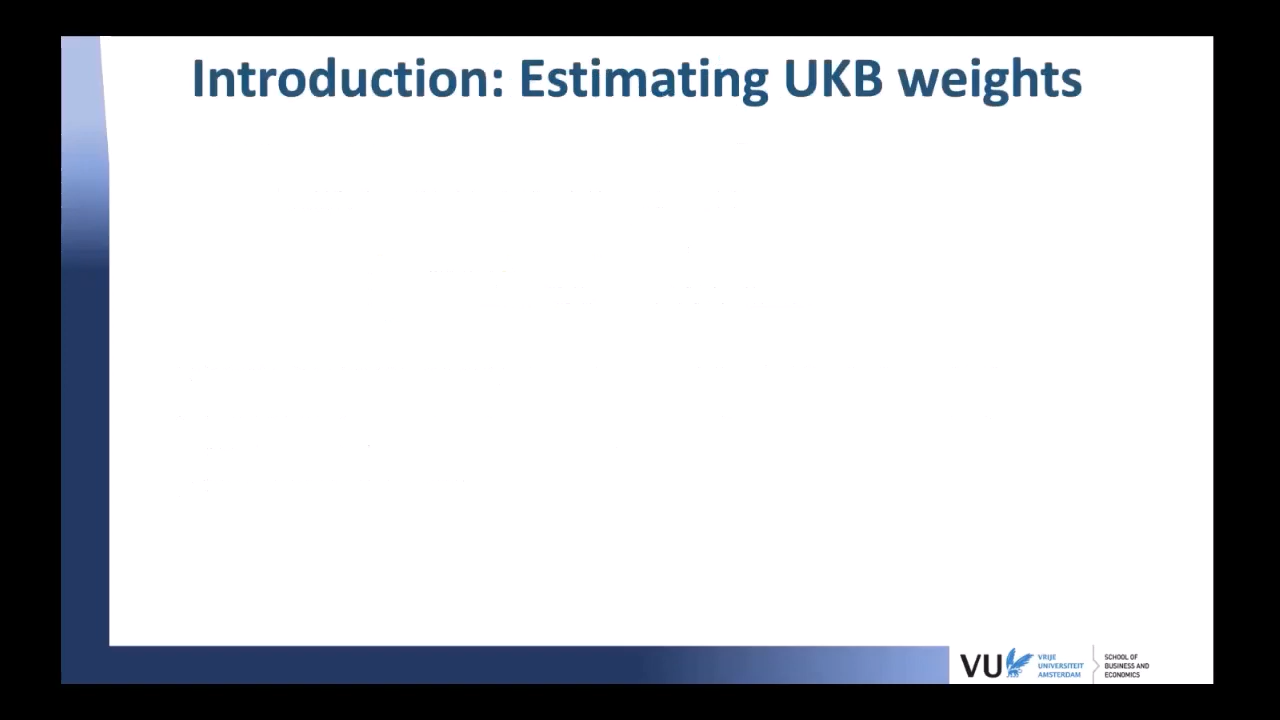 Introduction: Estimating UKB weights
VU
VRIJE
UNIVERSITEIT
AMSTERDAM
SCHOOL OF
BUSINESS AND
ECONOMICS